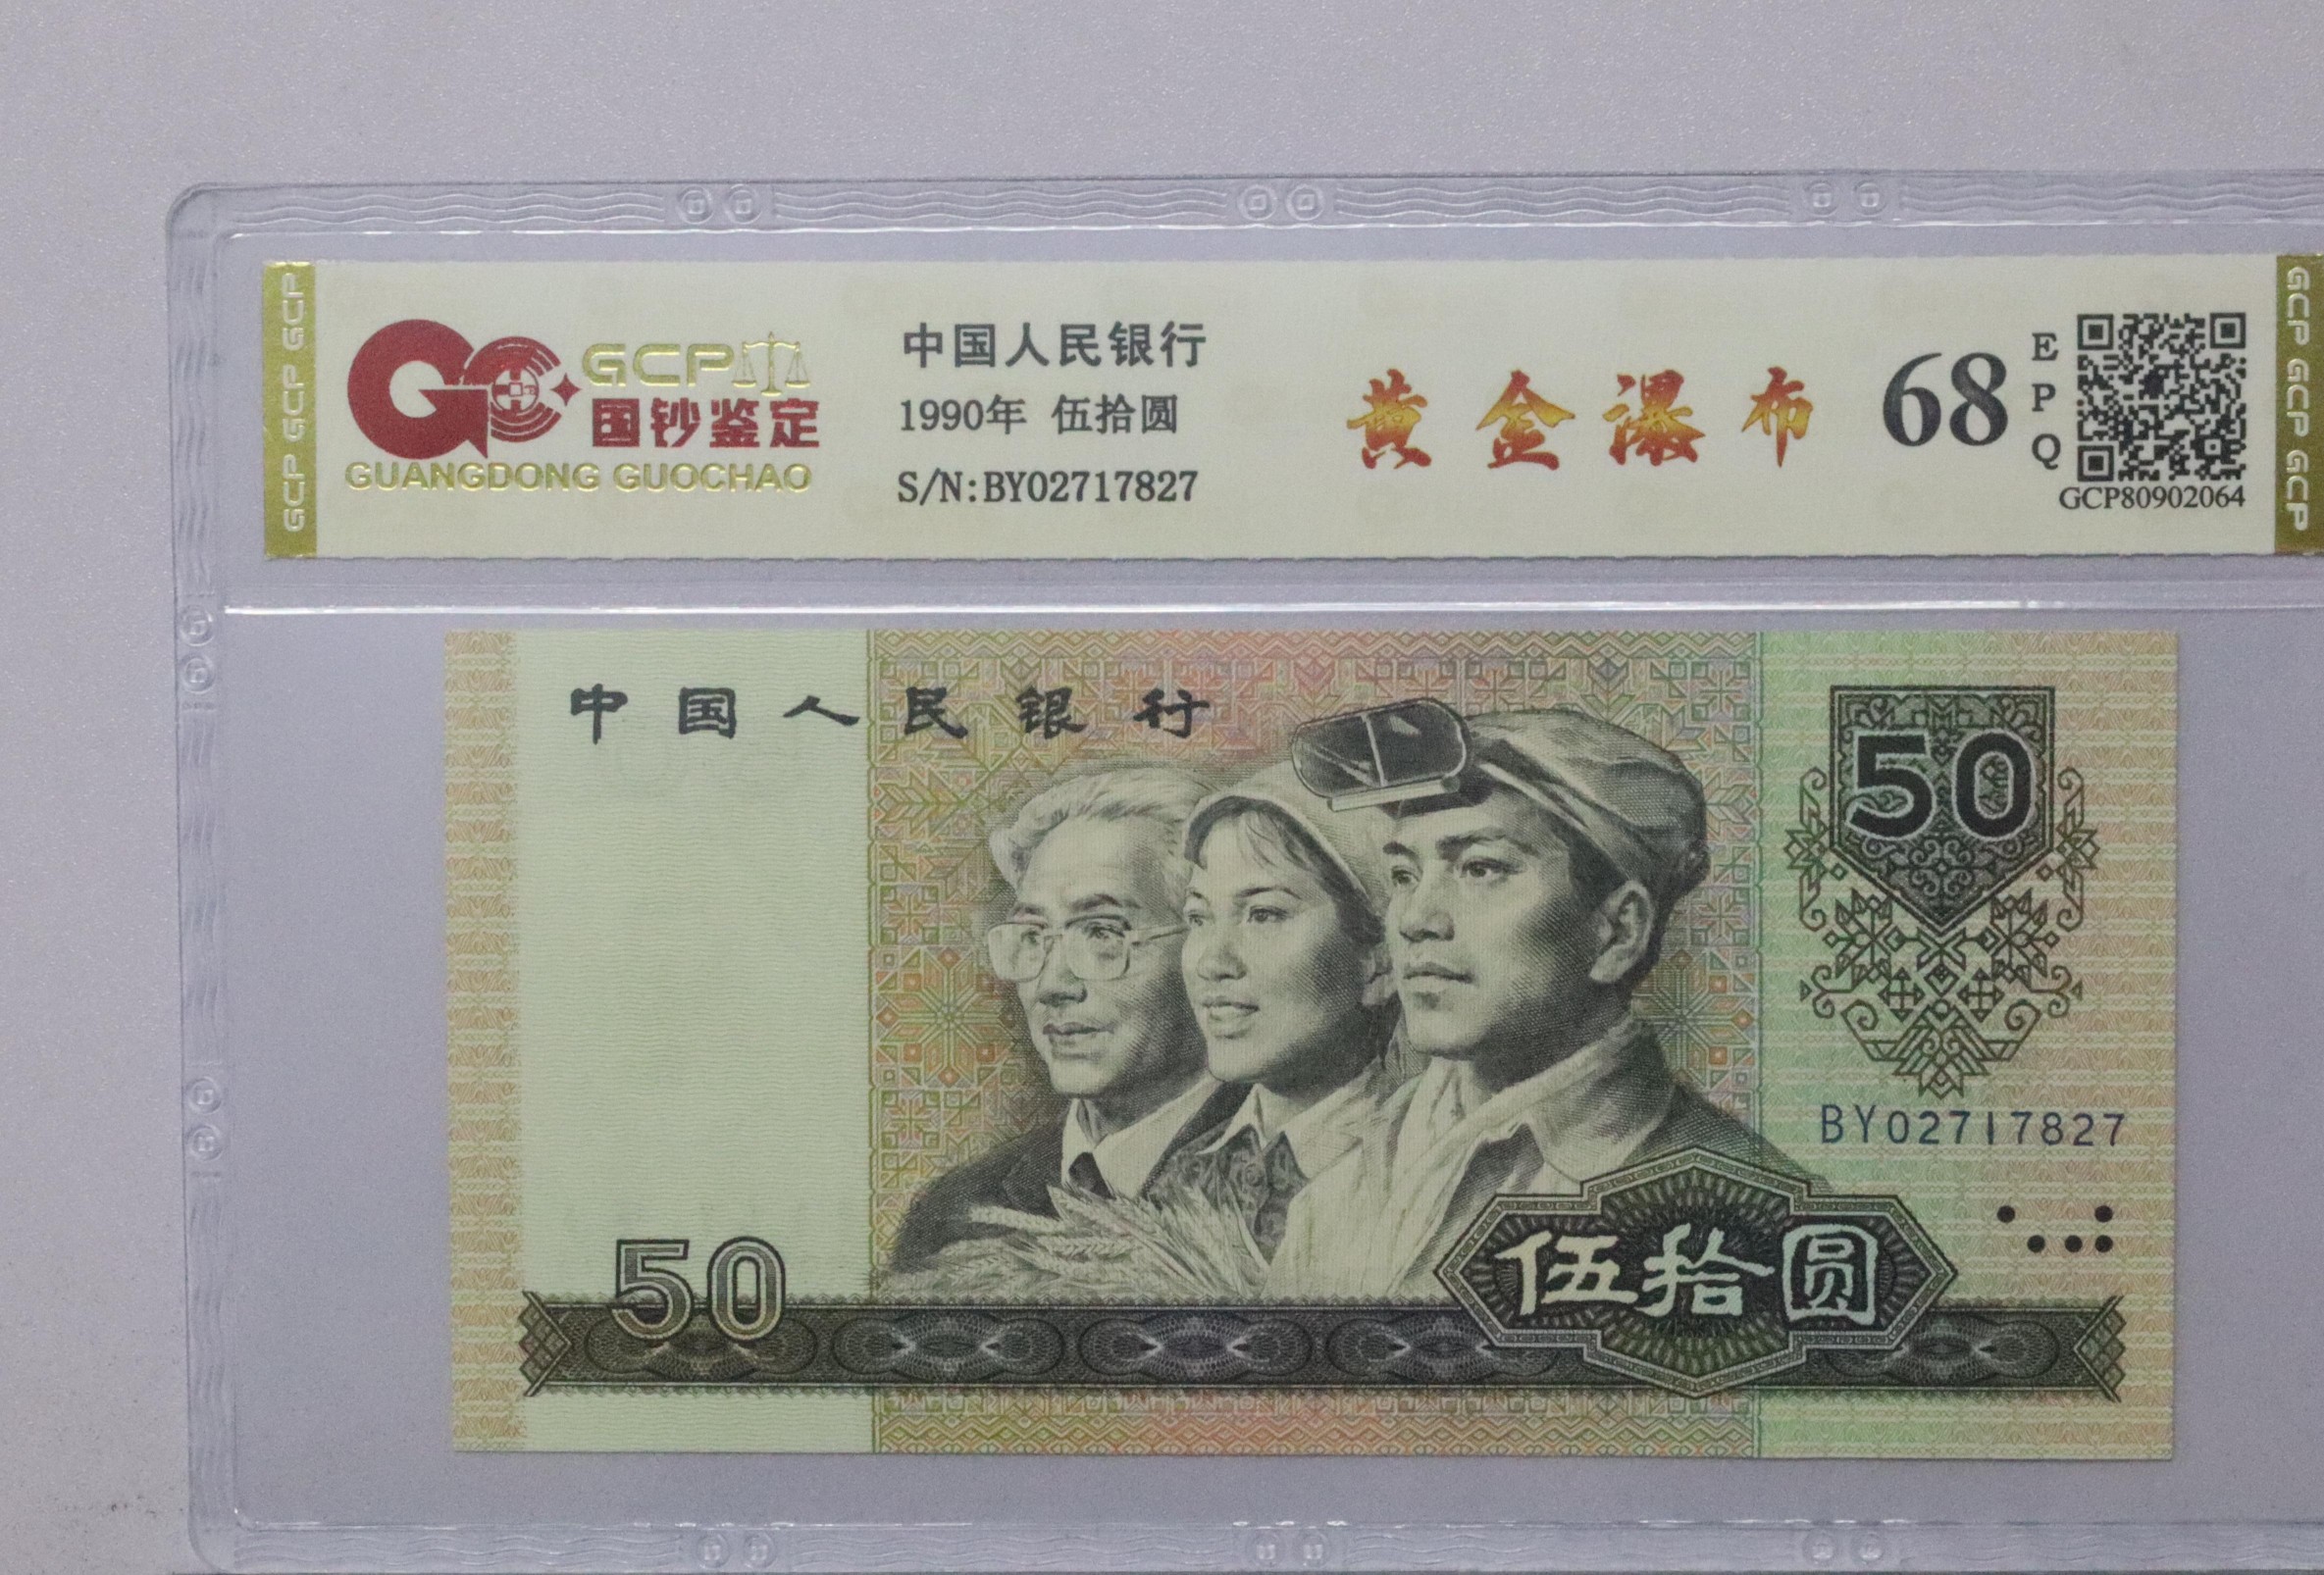 GCP GCP GCP
GCP
国钞鉴定
GUANGDONG GUOCHAO
中国人民银行
1990年 伍拾圆
S/N:BY02717827
黄金瀑布
68
E
P
Q
GCP80902064
GCP GCP GCP
中国人民银行
50
BY02717827
50
伍拾圆